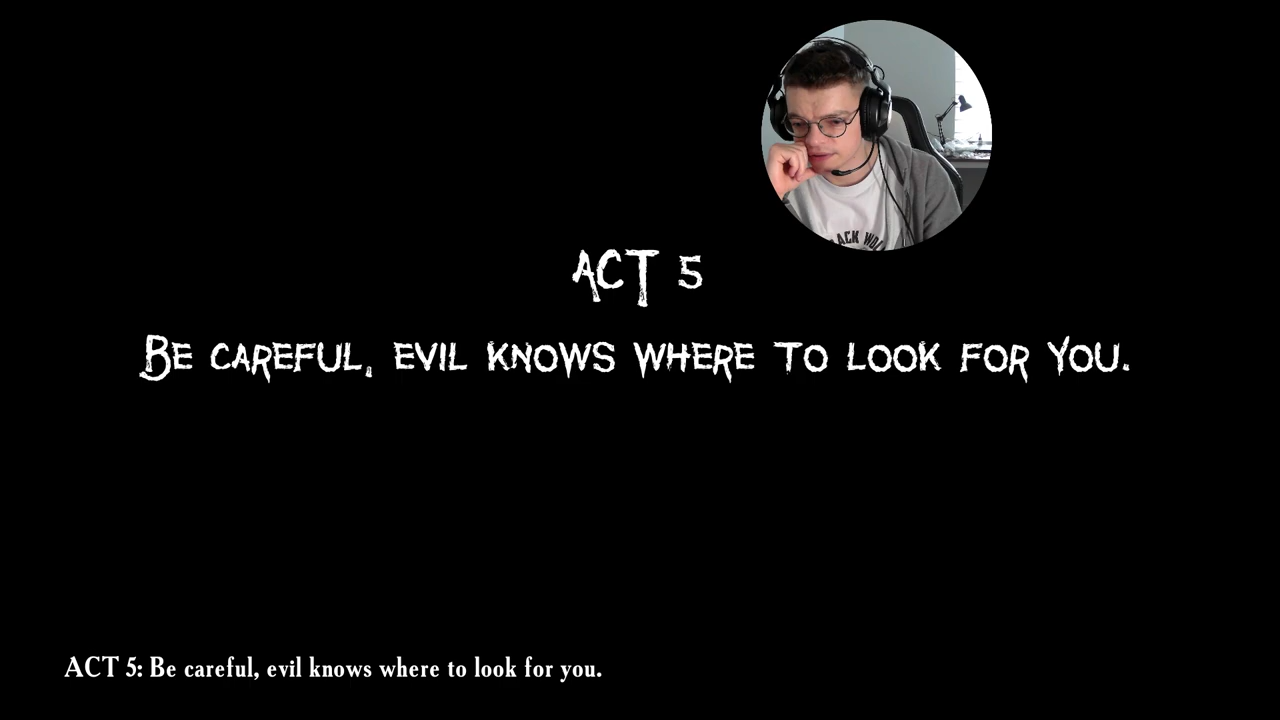 ACT 5
BE CAREFUL, EVIL KNOWS WHERE TO LOOK FOR YOU.
ACT 5: Be careful, evil knows where to look for you.